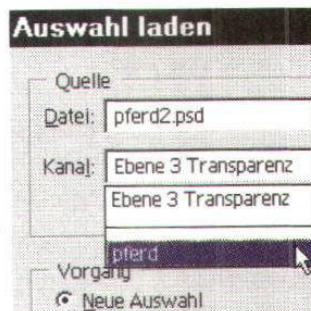 Auswahl laden
Quelle
Datei: pferd2.psd
Kanal: Ebene 3 Transparenz
Ebene 3 Transparenz
pferd
Vorgang
Neue Auswahl